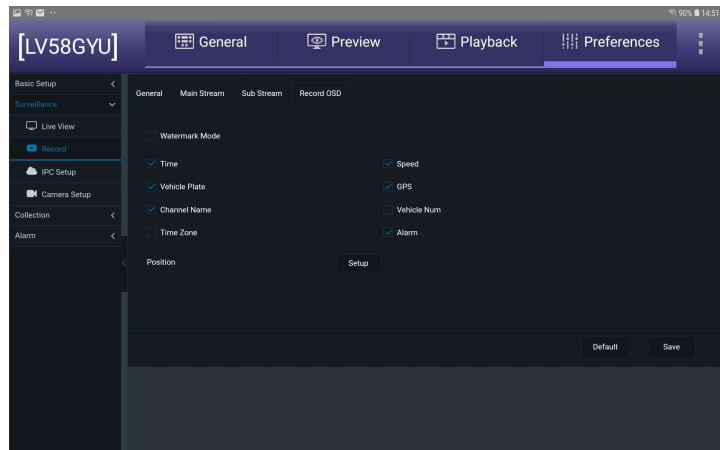 90% 14:51
[LV58GYU] General Preview Playback Preferences
Basic Setup
Surveillance
Live View
Record
IPC Setup
Camera Setup
Collection
Alarm
General Main Stream Sub Stream Record OSD
Watermark Mode
Time Speed
Vehicle Plate GPS
Channel Name Vehicle Num
Time Zone Alarm
Position Setup
Default Save